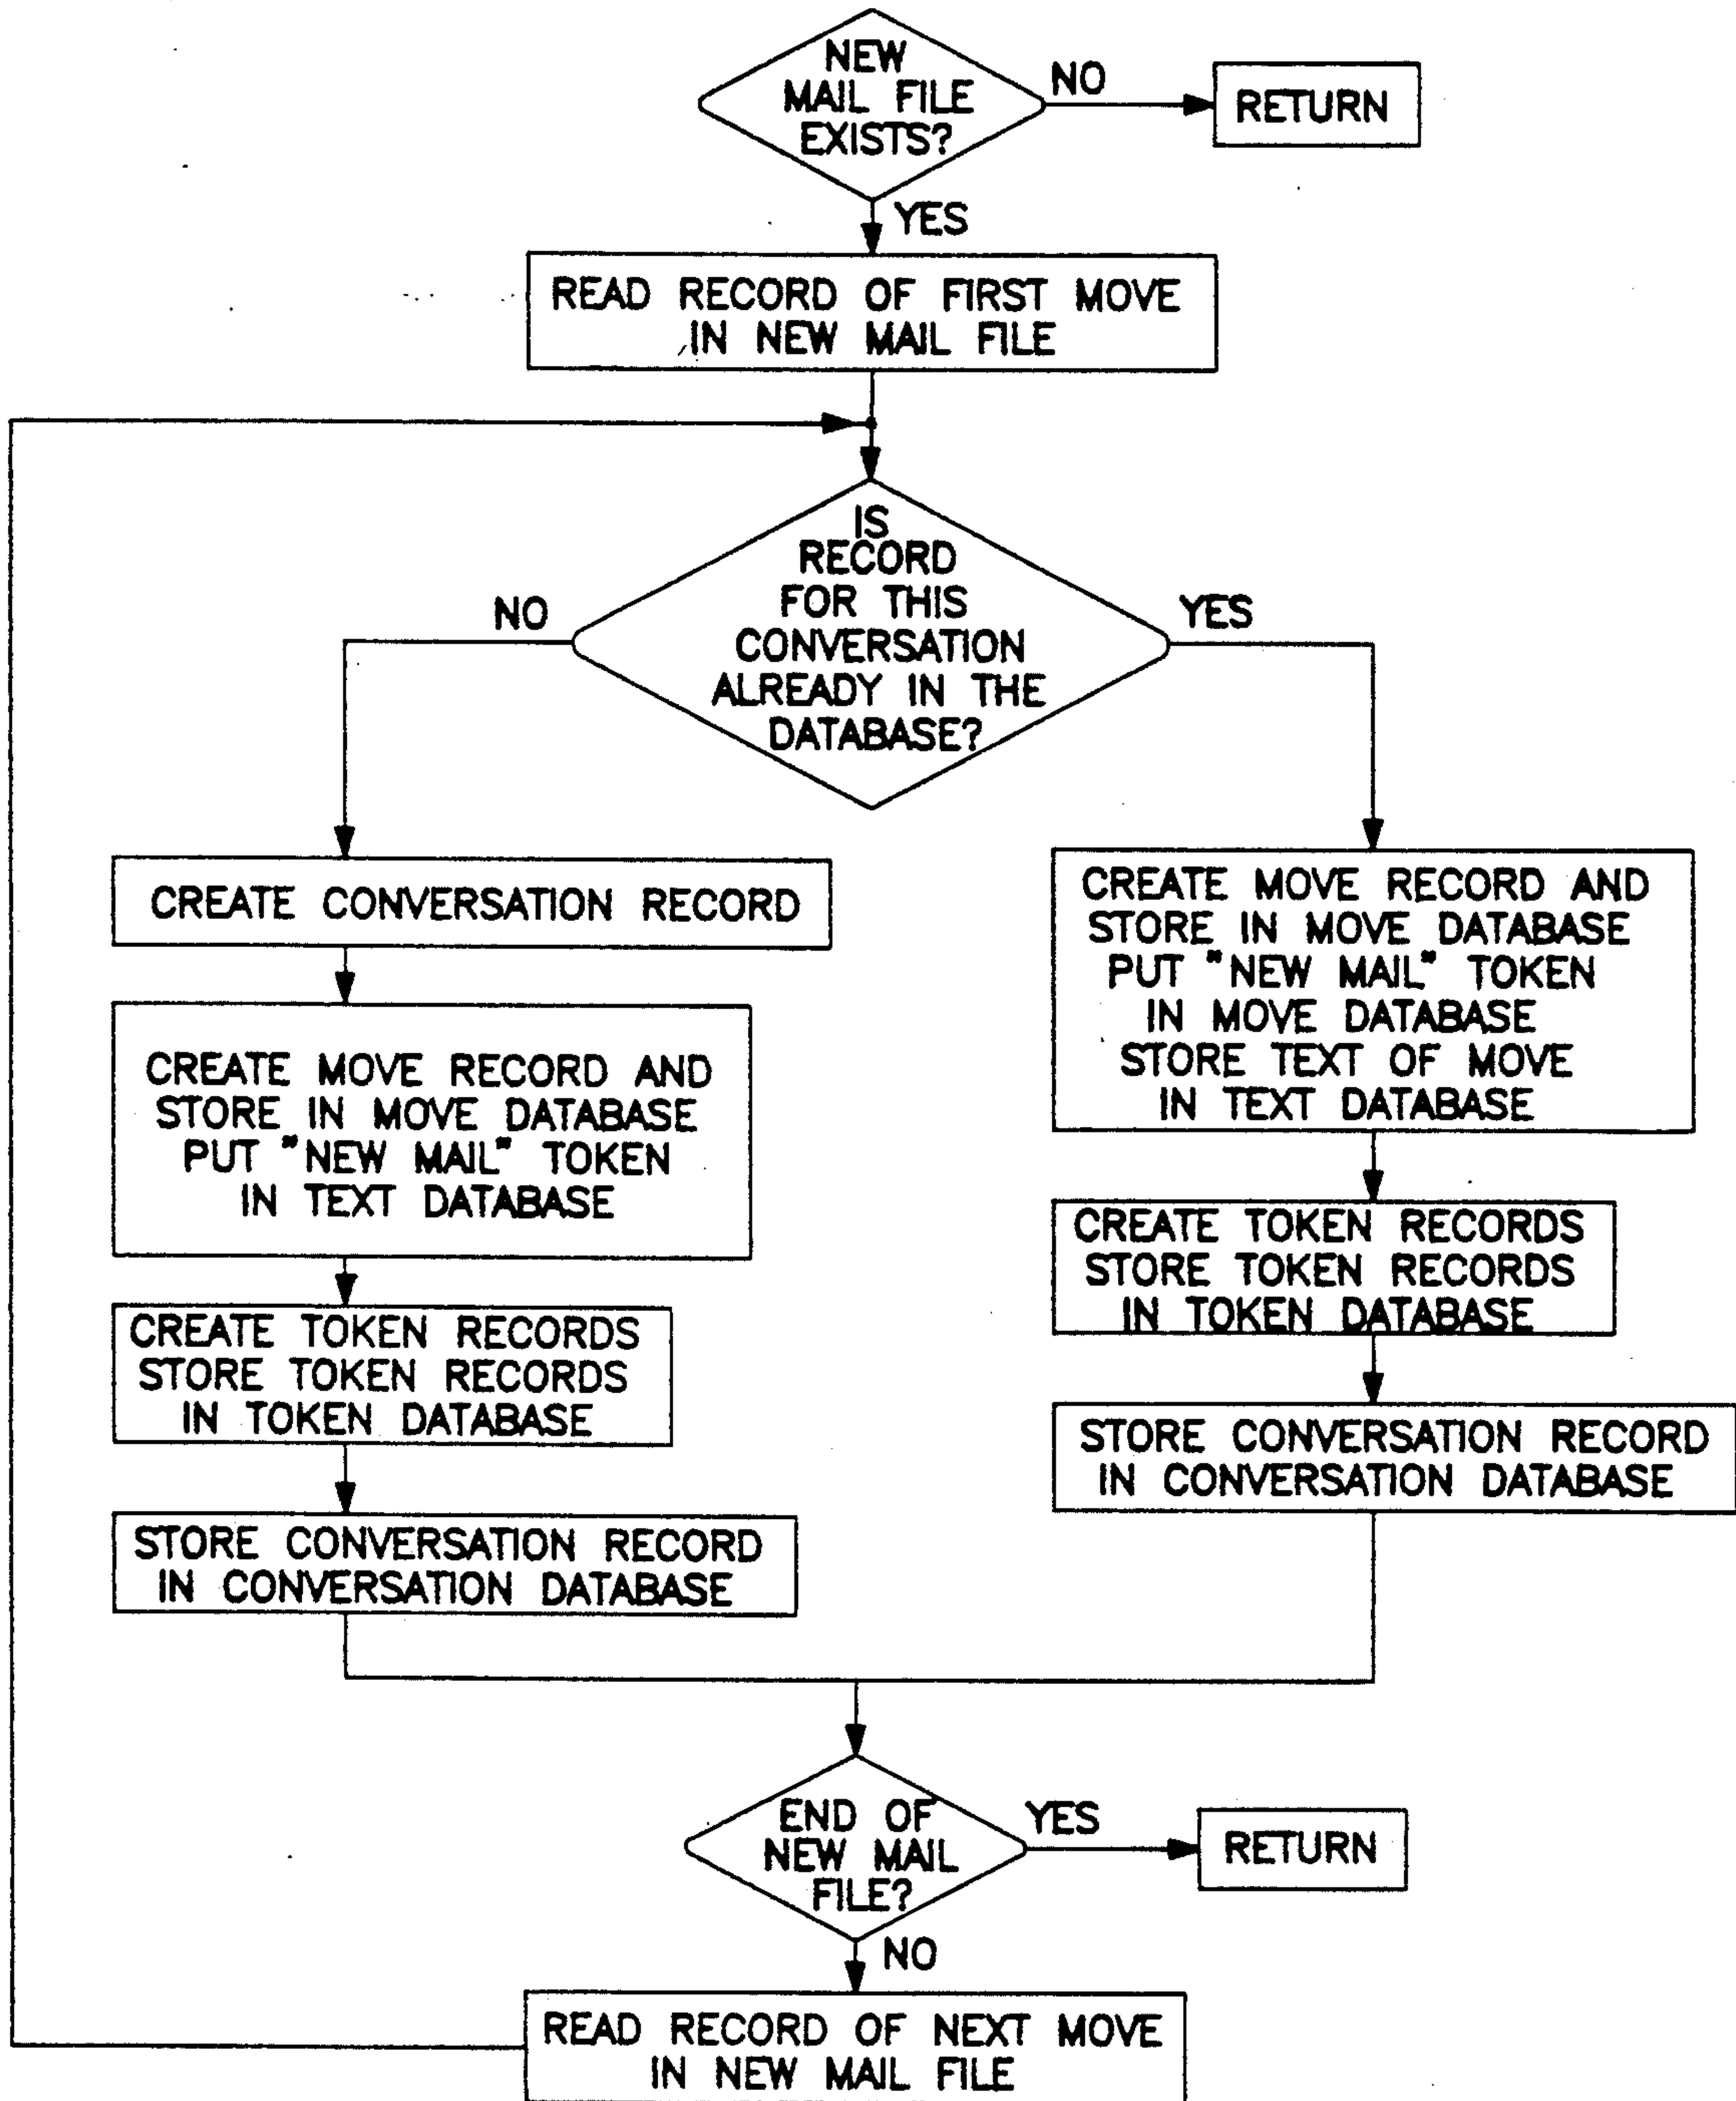 NEW
MAIL FILE
EXISTS?
NO
RETURN
YES
READ RECORD OF FIRST MOVE
IN NEW MAIL FILE
IS
RECORD
FOR THIS
CONVERSATION
ALREADY IN THE
DATABASE?
NO
YES
CREATE CONVERSATION RECORD
CREATE MOVE RECORD AND
STORE IN MOVE DATABASE
PUT "NEW MAIL" TOKEN
IN TEXT DATABASE
CREATE TOKEN RECORDS
STORE TOKEN RECORDS
IN TOKEN DATABASE
STORE CONVERSATION RECORD
IN CONVERSATION DATABASE
CREATE MOVE RECORD AND
STORE IN MOVE DATABASE
PUT "NEW MAIL" TOKEN
IN MOVE DATABASE
STORE TEXT OF MOVE
IN TEXT DATABASE
CREATE TOKEN RECORDS
STORE TOKEN RECORDS
IN TOKEN DATABASE
STORE CONVERSATION RECORD
IN CONVERSATION DATABASE
END OF
NEW MAIL
FILE?
YES
RETURN
NO
READ RECORD OF NEXT MOVE
IN NEW MAIL FILE